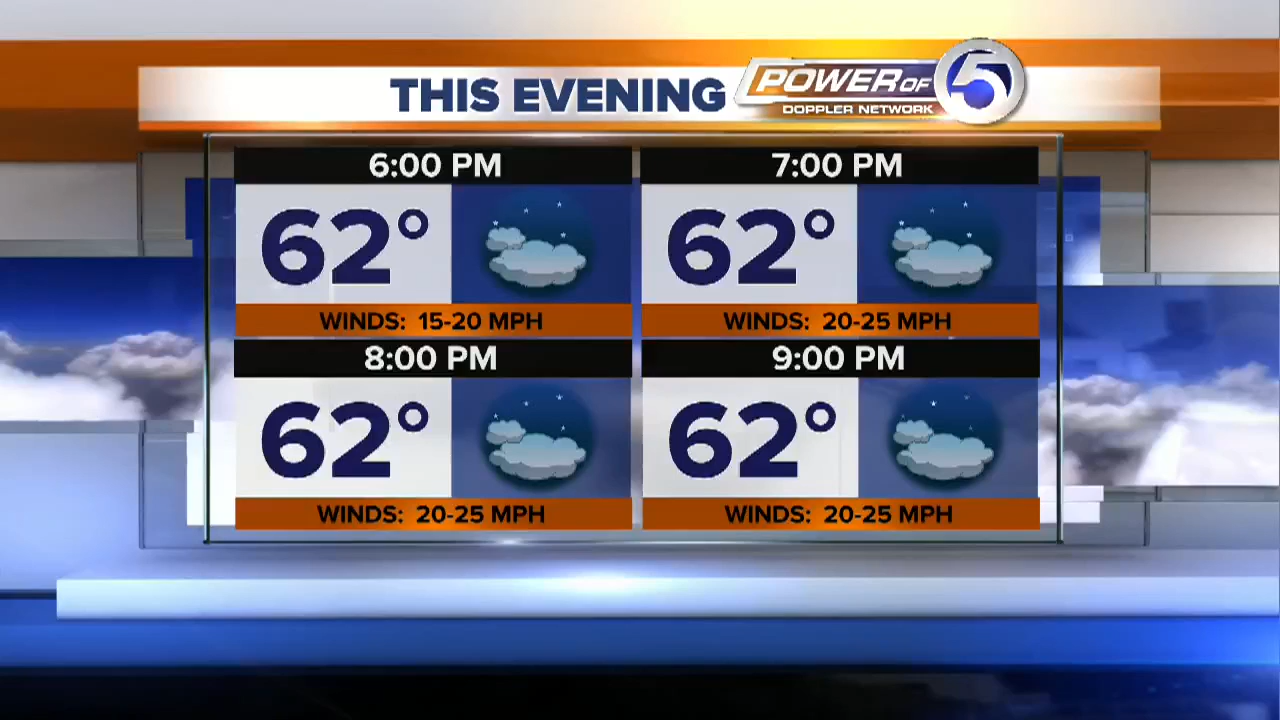 THIS EVENING
POWER OF 5
DOPPLER NETWORK
6:00 PM
62°
WINDS: 15-20 MPH
7:00 PM
62°
WINDS: 20-25 MPH
8:00 PM
62°
WINDS: 20-25 MPH
9:00 PM
62°
WINDS: 20-25 MPH